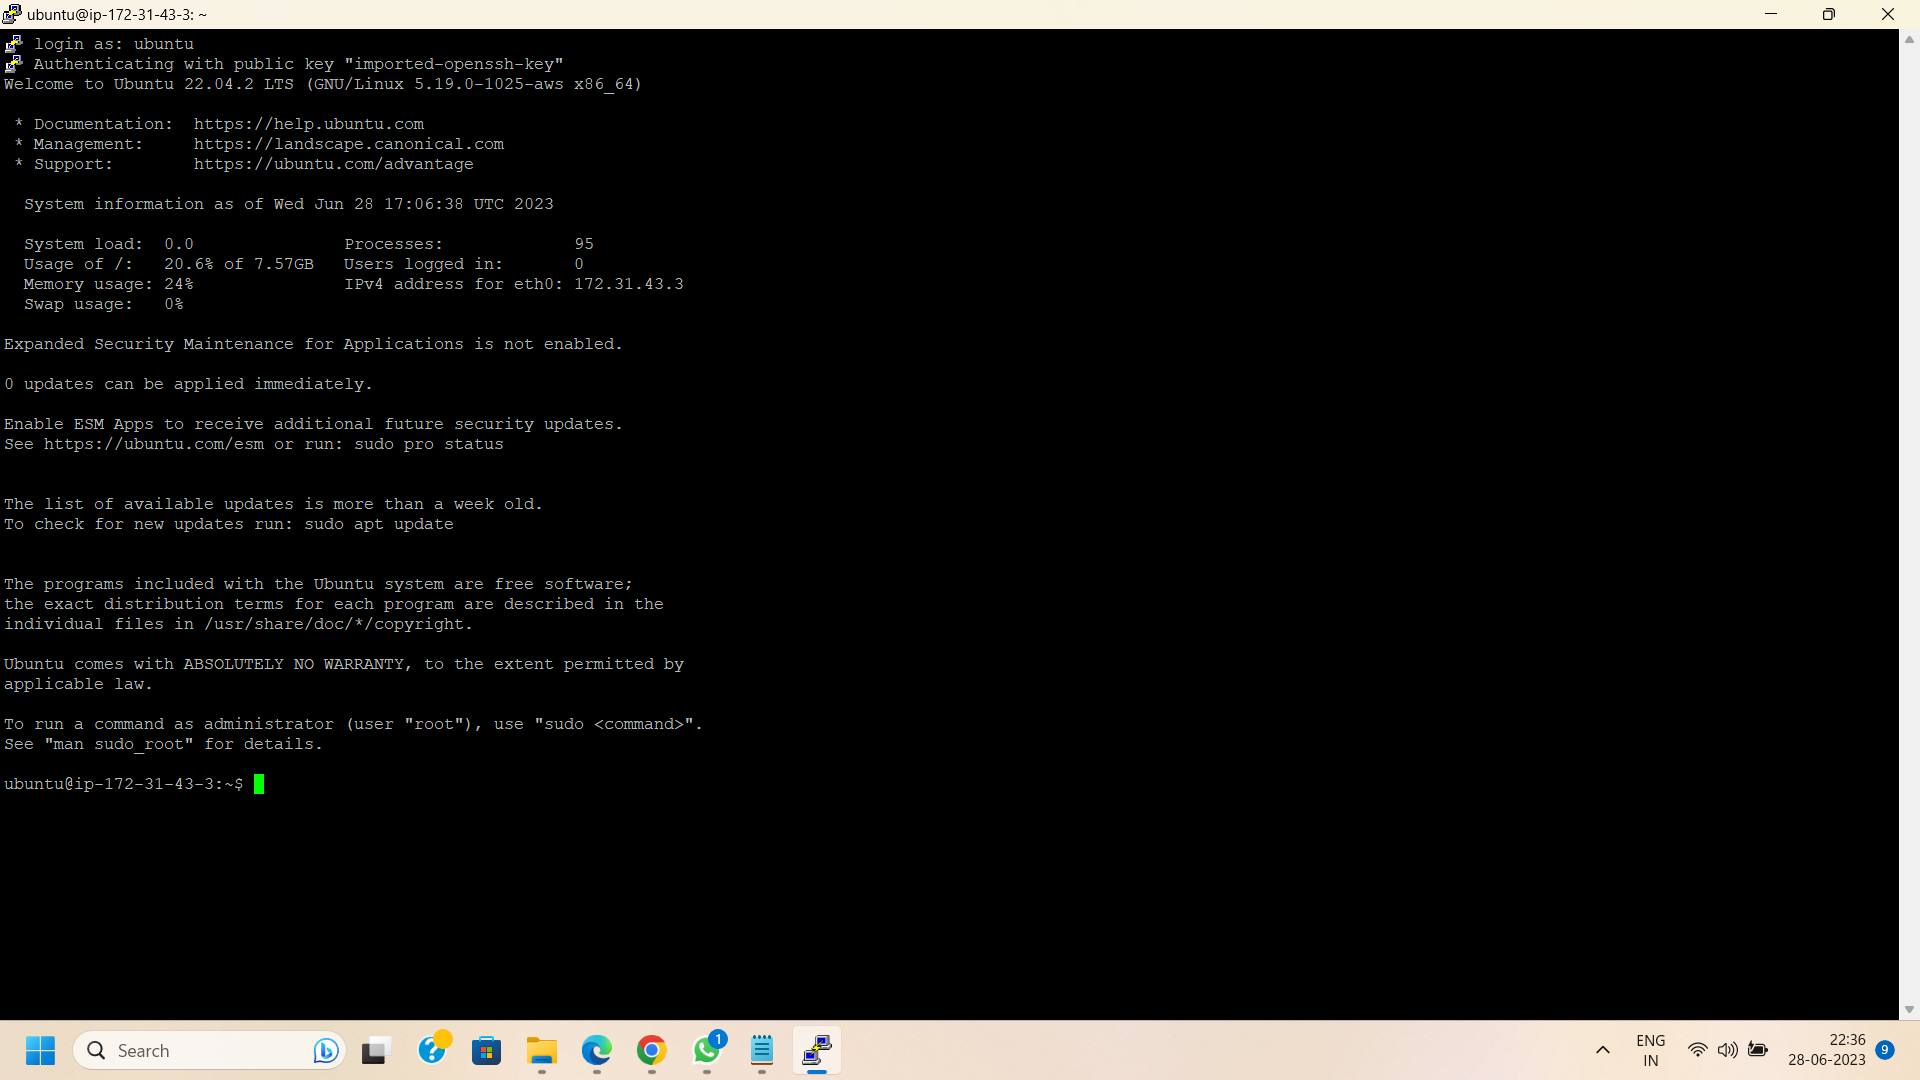 ubuntu@ip-172-31-43-3: ~
login as: ubuntu
Authenticating with public key "imported-openssh-key"
Welcome to Ubuntu 22.04.2 LTS (GNU/Linux 5.19.0-1025-aws x86_64)
* Documentation:  https://help.ubuntu.com
* Management:     https://landscape.canonical.com
* Support:        https://ubuntu.com/advantage
System information as of Wed Jun 28 17:06:38 UTC 2023
System load:  0.0               Processes:             95
Usage of /:   20.6% of 7.57GB   Users logged in:       0
Memory usage: 24%               IPv4 address for eth0: 172.31.43.3
Swap usage:   0%
Expanded Security Maintenance for Applications is not enabled.
0 updates can be applied immediately.
Enable ESM Apps to receive additional future security updates.
See https://ubuntu.com/esm or run: sudo pro status
The list of available updates is more than a week old.
To check for new updates run: sudo apt update
The programs included with the Ubuntu system are free software;
the exact distribution terms for each program are described in the
individual files in /usr/share/doc/*/copyright.
Ubuntu comes with ABSOLUTELY NO WARRANTY, to the extent permitted by
applicable law.
To run a command as administrator (user "root"), use "sudo <command>".
See "man sudo_root" for details.
ubuntu@ip-172-31-43-3:~$
Search
1
ENG
IN
22:36
28-06-2023
9